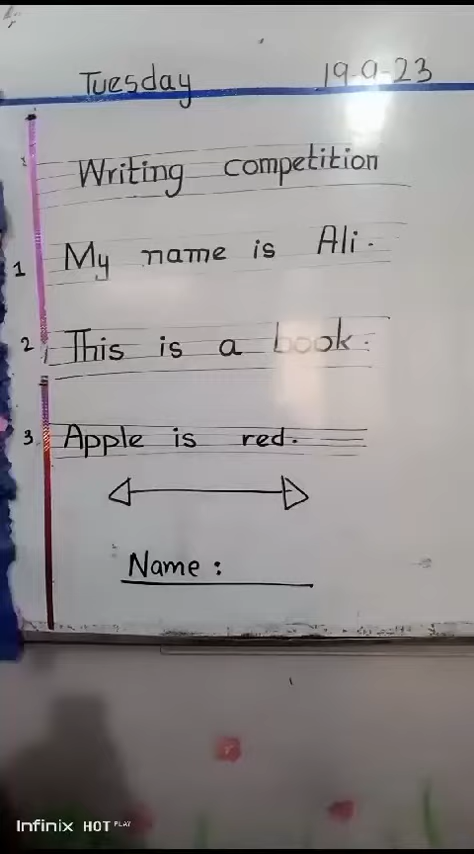 Tuesday 19-9-23
Writing competition
1 My name is Ali.
2 This is a book.
3. Apple is red.
Name :
Infinix HOT PLAY